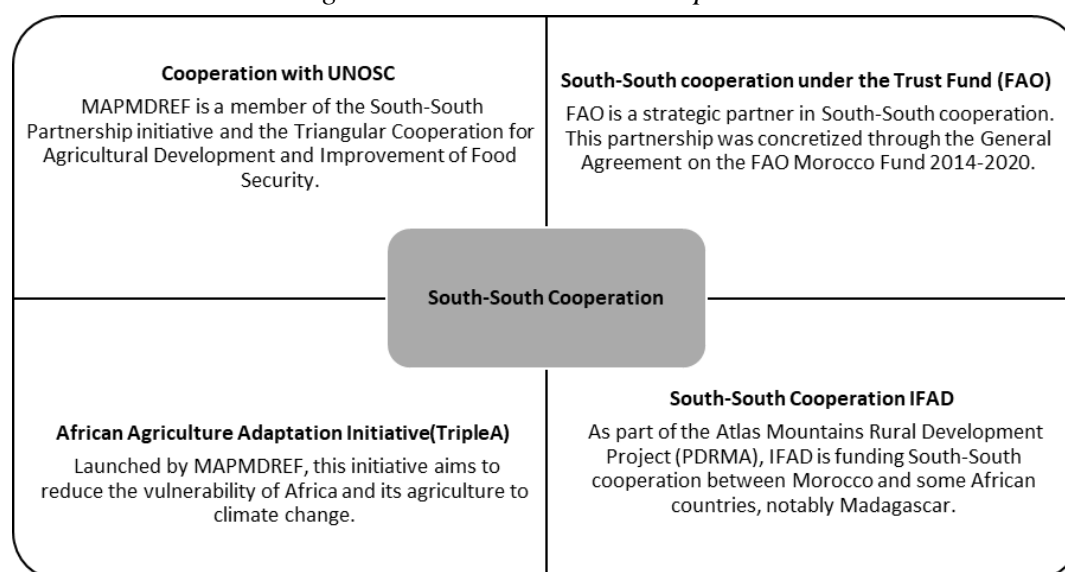 Cooperation with UNOSC
MAPMDREF is a member of the South-South
Partnership initiative and the Triangular Cooperation for
Agricultural Development and Improvement of Food
Security.
South-South cooperation under the Trust Fund (FAO)
FAO is a strategic partner in South-South cooperation.
This partnership was concretized through the General
Agreement on the FAO Morocco Fund 2014-2020.
South-South Cooperation
African Agriculture Adaptation Initiative(TripleA)
Launched by MAPMDREF, this initiative aims to
reduce the vulnerability of Africa and its agriculture to
climate change.
South-South Cooperation IFAD
As part of the Atlas Mountains Rural Development
Project (PDRMA), IFAD is funding South-South
cooperation between Morocco and some African
countries, notably Madagascar.